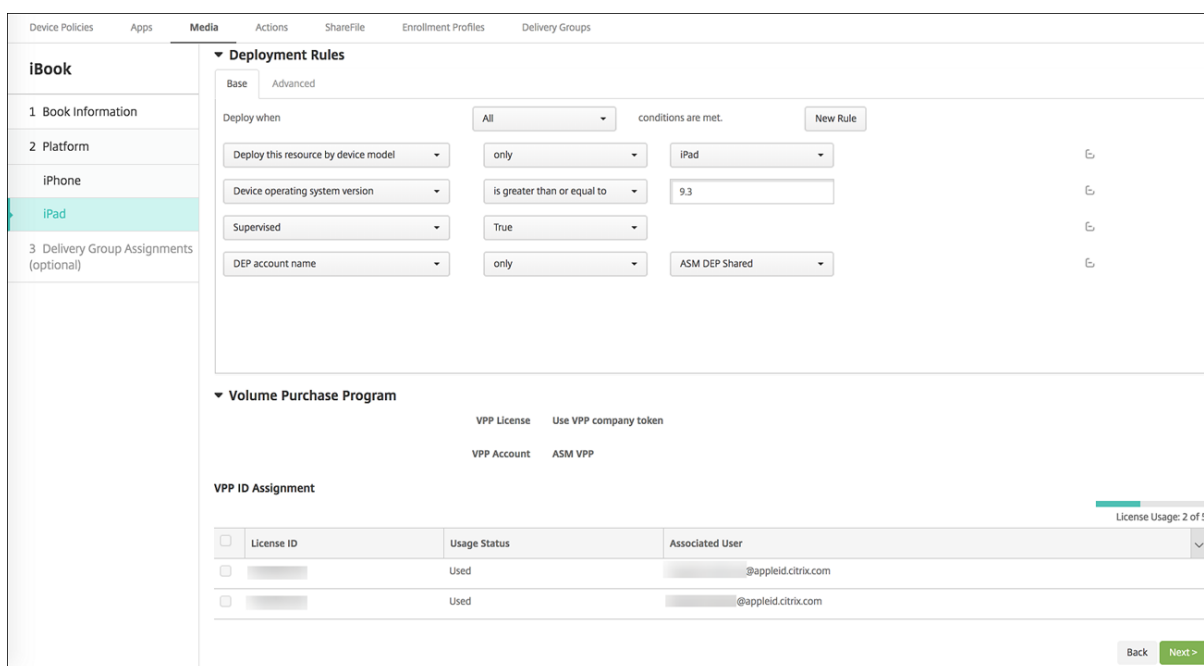 Device Policies Apps Media Actions ShareFile Enrollment Profiles Delivery Groups
iBook
1 Book Information
2 Platform
iPhone
iPad
3 Delivery Group Assignments
(optional)
Deployment Rules
Base Advanced
Deploy when All conditions are met. New Rule
Deploy this resource by device model only iPad
Device operating system version is greater than or equal to 9.3
Supervised True
DEP account name only ASM DEP Shared
Volume Purchase Program
VPP License Use VPP company token
VPP Account ASM VPP
VPP ID Assignment
License Usage: 2 of 5
License ID Usage Status Associated User
Used @appleid.citrix.com
Used @appleid.citrix.com
Back Next >